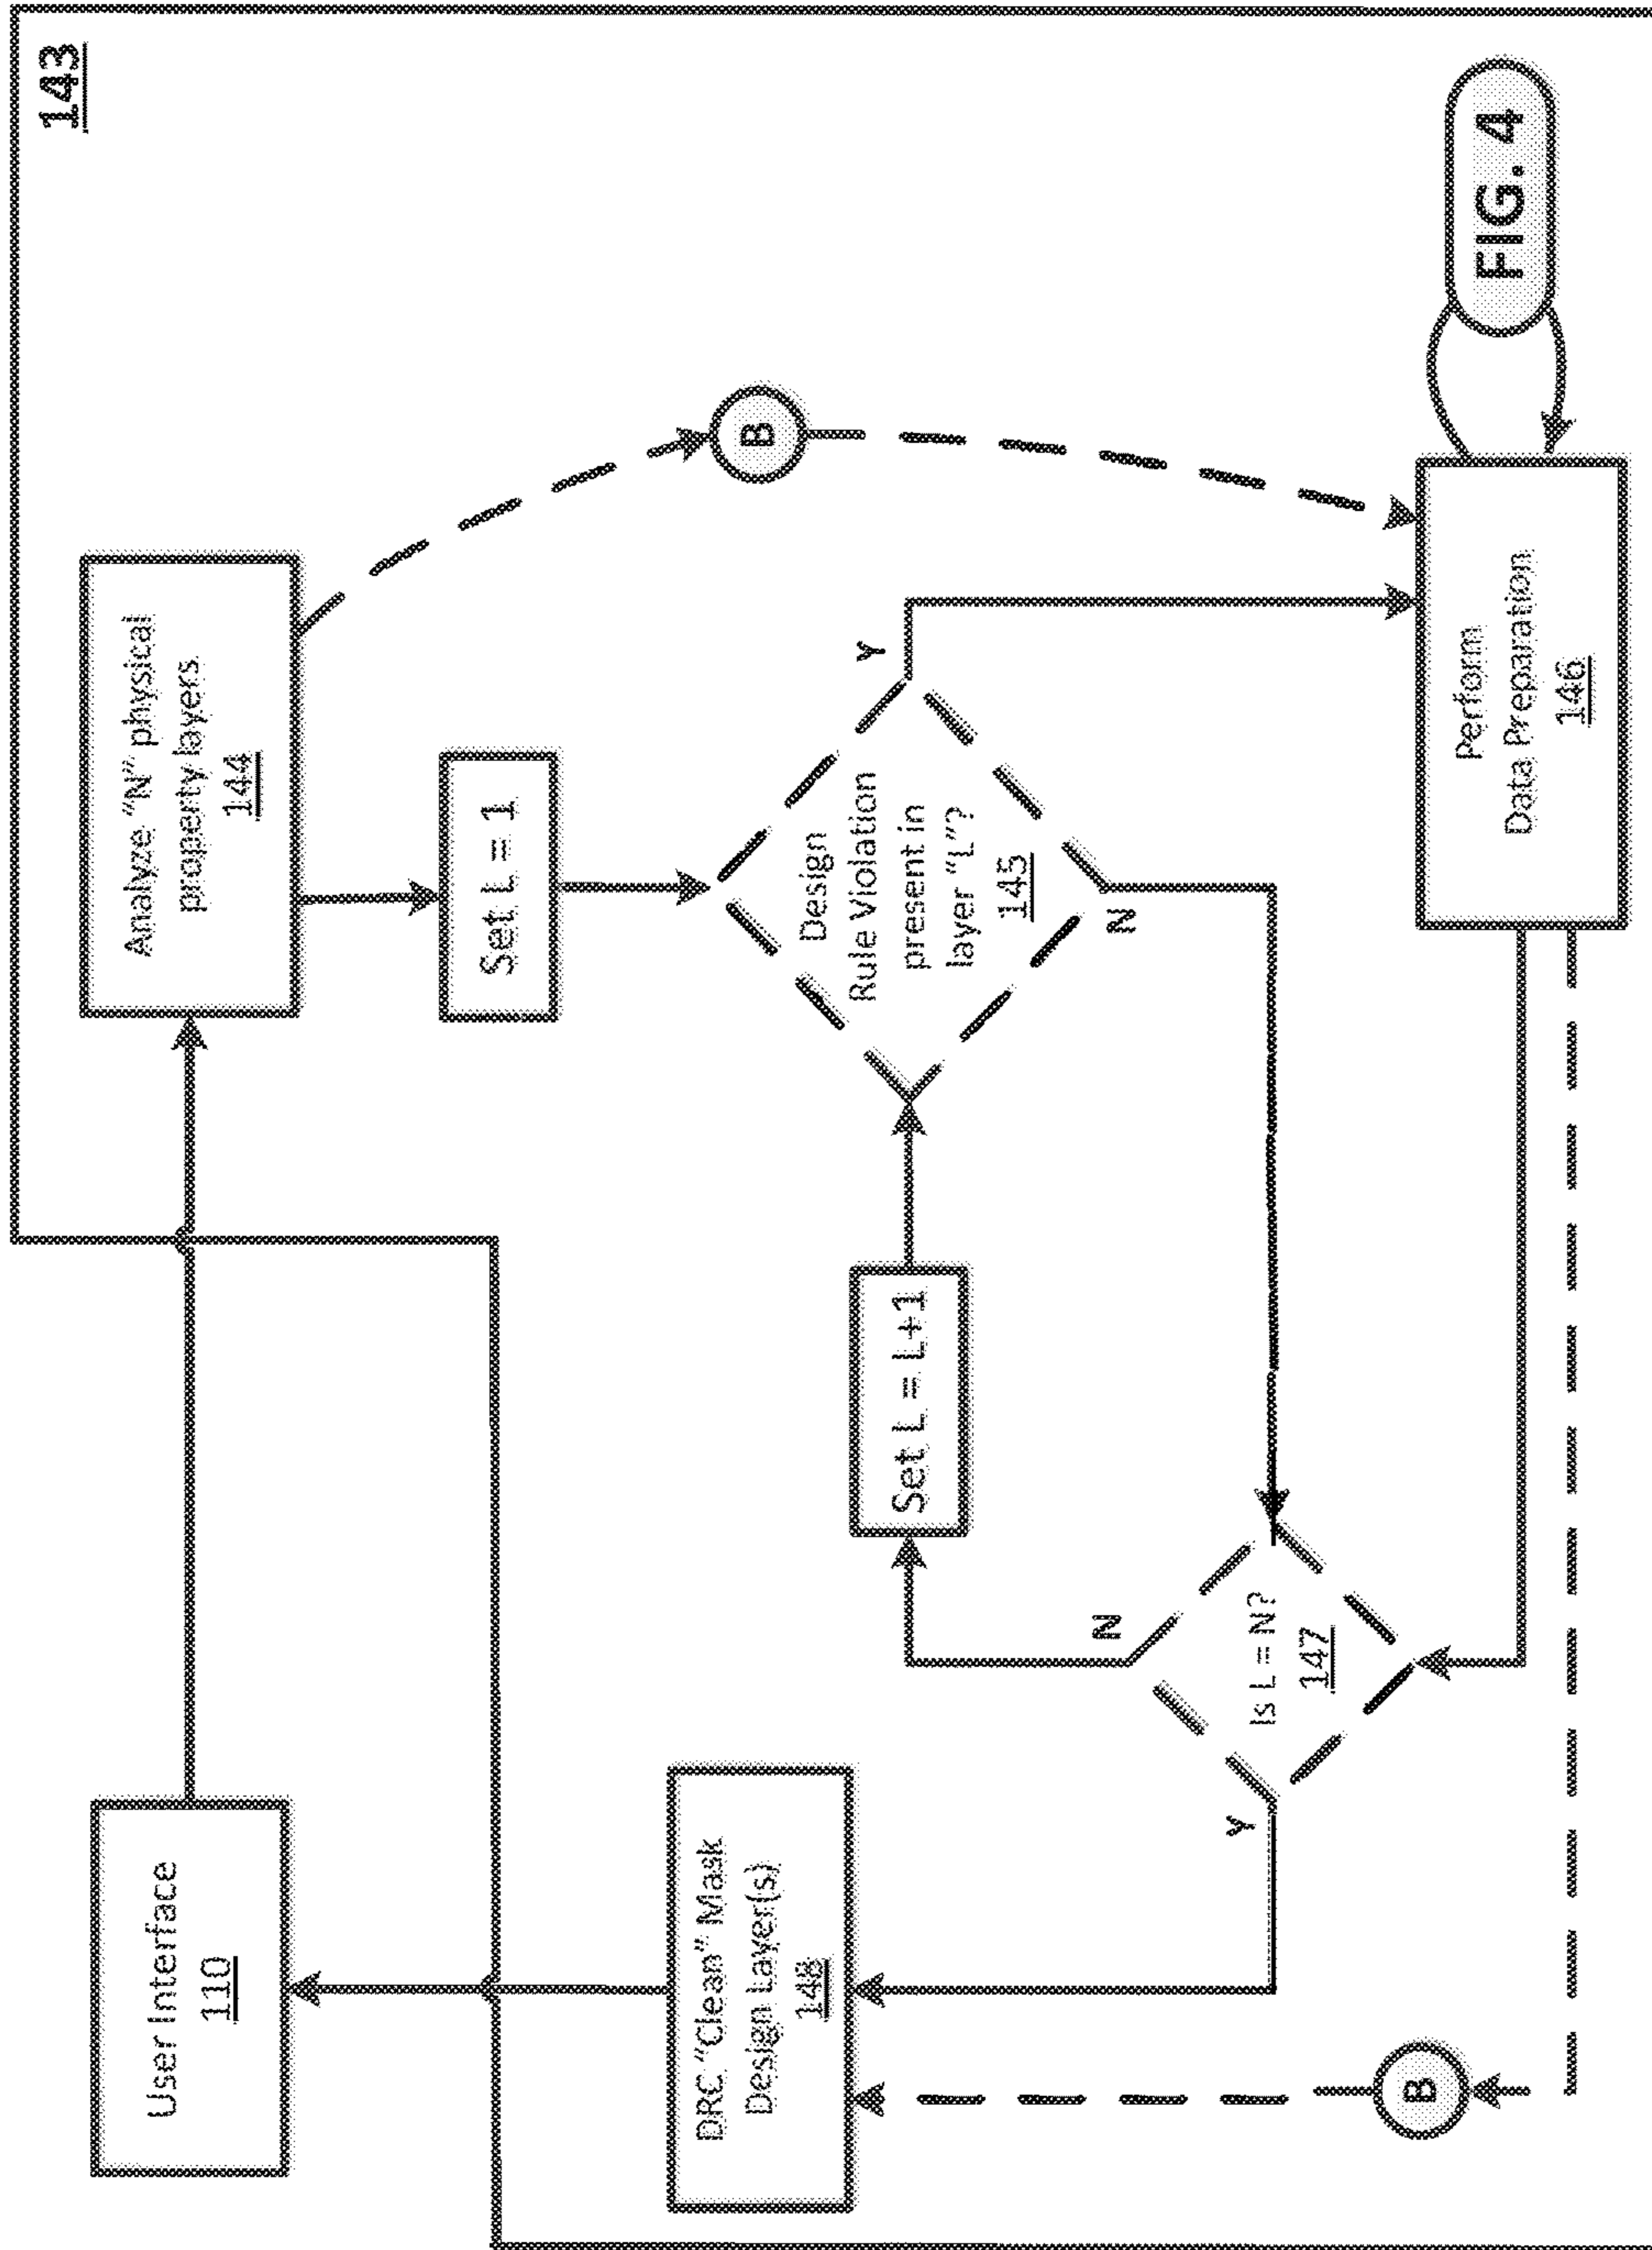 143
User Interface
110
Analyze "N" physical
property layers
144
Set L = 1
B
DRC "Clean" Mask
Design Layer(s)
148
Set L = L+1
Design
Rule Violation
present in
layer "L"?
145
Y
N
N
Is L = N?
147
Y
B
Perform
Data Preparation
146
FIG. 4